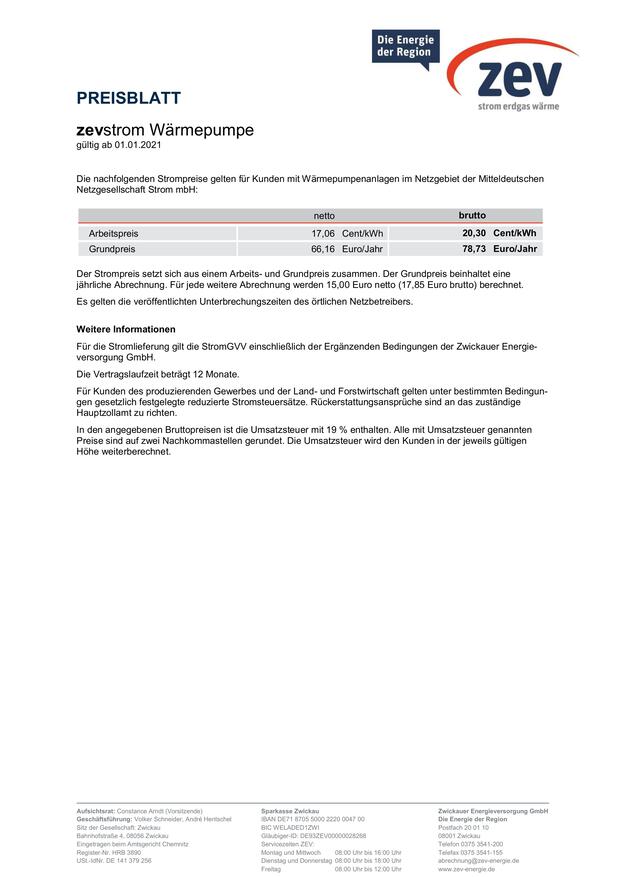 Die Energie
der Region
zev
strom erdgas wärme
PREISBLATT
zevstrom Wärmepumpe
gültig ab 01.01.2021
Die nachfolgenden Strompreise gelten für Kunden mit Wärmepumpenanlagen im Netzgebiet der Mitteldeutschen
Netzgesellschaft Strom mbH:
netto brutto
Arbeitspreis 17,06 Cent/kWh 20,30 Cent/kWh
Grundpreis 66,16 Euro/Jahr 78,73 Euro/Jahr
Der Strompreis setzt sich aus einem Arbeits- und Grundpreis zusammen. Der Grundpreis beinhaltet eine
jährliche Abrechnung. Für jede weitere Abrechnung werden 15,00 Euro netto (17,85 Euro brutto) berechnet.
Es gelten die veröffentlichten Unterbrechungszeiten des örtlichen Netzbetreibers.
Weitere Informationen
Für die Stromlieferung gilt die StromGVV einschließlich der Ergänzenden Bedingungen der Zwickauer Energie-
versorgung GmbH.
Die Vertragslaufzeit beträgt 12 Monate.
Für Kunden des produzierenden Gewerbes und der Land- und Forstwirtschaft gelten unter bestimmten Bedingun-
gen gesetzlich festgelegte reduzierte Stromsteuersätze. Rückerstattungsansprüche sind an das zuständige
Hauptzollamt zu richten.
In den angegebenen Bruttopreisen ist die Umsatzsteuer mit 19 % enthalten. Alle mit Umsatzsteuer genannten
Preise sind auf zwei Nachkommastellen gerundet. Die Umsatzsteuer wird den Kunden in der jeweils gültigen
Höhe weiterberechnet.
Aufsichtsrat: Constance Arndt (Vorsitzende)
Geschäftsführung: Volker Schneider, André Hentschel
Sitz der Gesellschaft: Zwickau
Bahnhofstraße 4, 08056 Zwickau
Eingetragen beim Amtsgericht Chemnitz
Register-Nr. HRB 3890
USt.-IdNr. DE 141 379 256
Sparkasse Zwickau
IBAN DE71 8705 5000 2220 0047 00
BIC WELADED1ZWI
Gläubiger-ID: DE93ZEV00000028268
Servicezeiten ZEV:
Montag und Mittwoch 08:00 Uhr bis 16:00 Uhr
Dienstag und Donnerstag 08:00 Uhr bis 18:00 Uhr
Freitag 08:00 Uhr bis 12:00 Uhr
Zwickauer Energieversorgung GmbH
Die Energie der Region
Postfach 20 01 10
08001 Zwickau
Telefon 0375 3541-200
Telefax 0375 3541-155
abrechnung@zev-energie.de
www.zev-energie.de